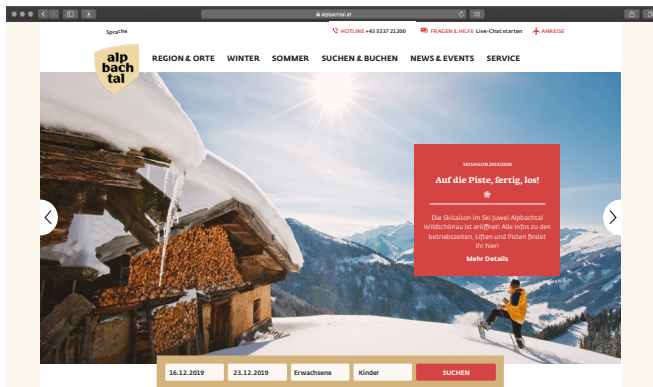 alpbachtal.at
Sprache
HOTLINE +43 5337 21200
FRAGEN & HILFE Live-Chat starten
ANREISE
alp
bach
tal
REGION & ORTE
WINTER
SOMMER
SUCHEN & BUCHEN
NEWS & EVENTS
SERVICE
SKISAISON 2019/2020
Auf die Piste, fertig, los!
Die Skisaison im Ski Juwel Alpbachtal
Wildschönau ist eröffnet! Alle Infos zu den
betriebszeiten, Liften und Pisten findet
ihr hier!
Mehr Details
16.12.2019
23.12.2019
Erwachsene
Kinder
SUCHEN